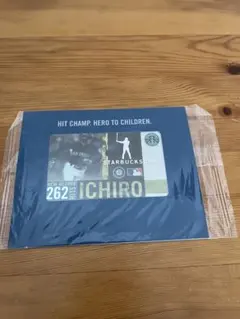 HIT CHAMP. HERO TO CHILDREN.
STARBUCKS
262
ICHIRO